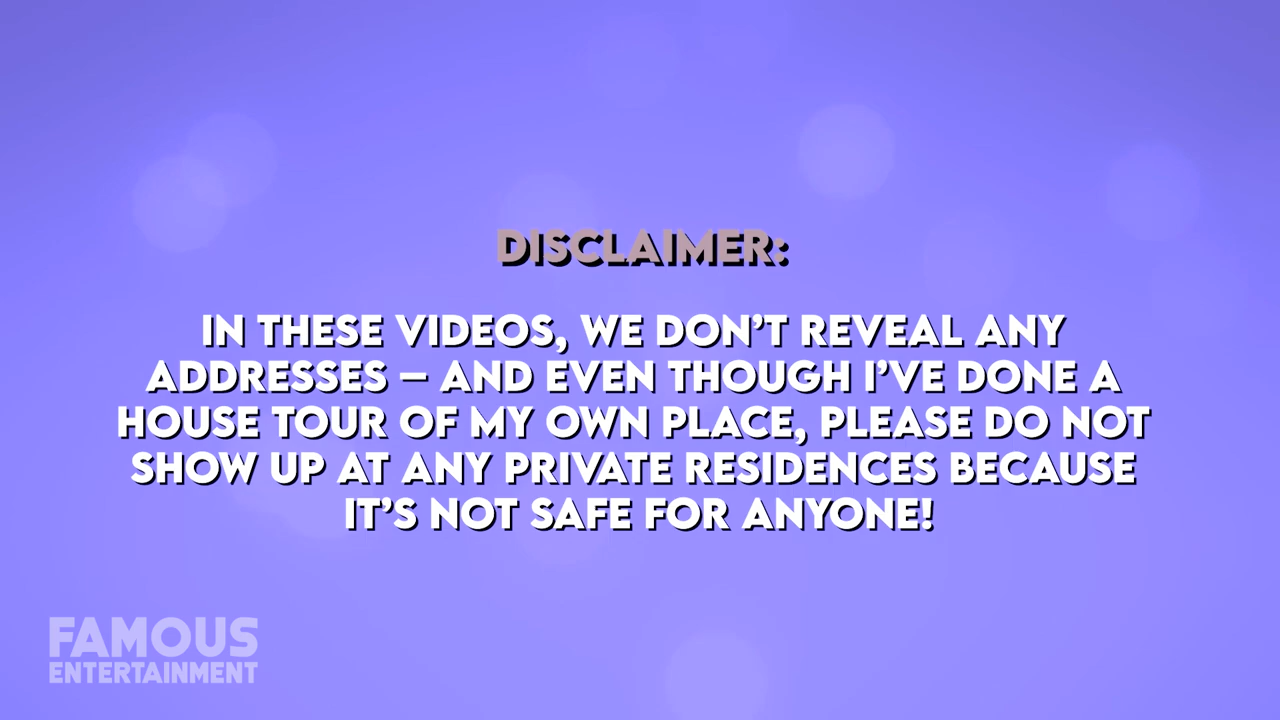 DISCLAIMER:
IN THESE VIDEOS, WE DON’T REVEAL ANY
ADDRESSES – AND EVEN THOUGH I’VE DONE A
HOUSE TOUR OF MY OWN PLACE, PLEASE DO NOT
SHOW UP AT ANY PRIVATE RESIDENCES BECAUSE
IT’S NOT SAFE FOR ANYONE!
FAMOUS
ENTERTAINMENT